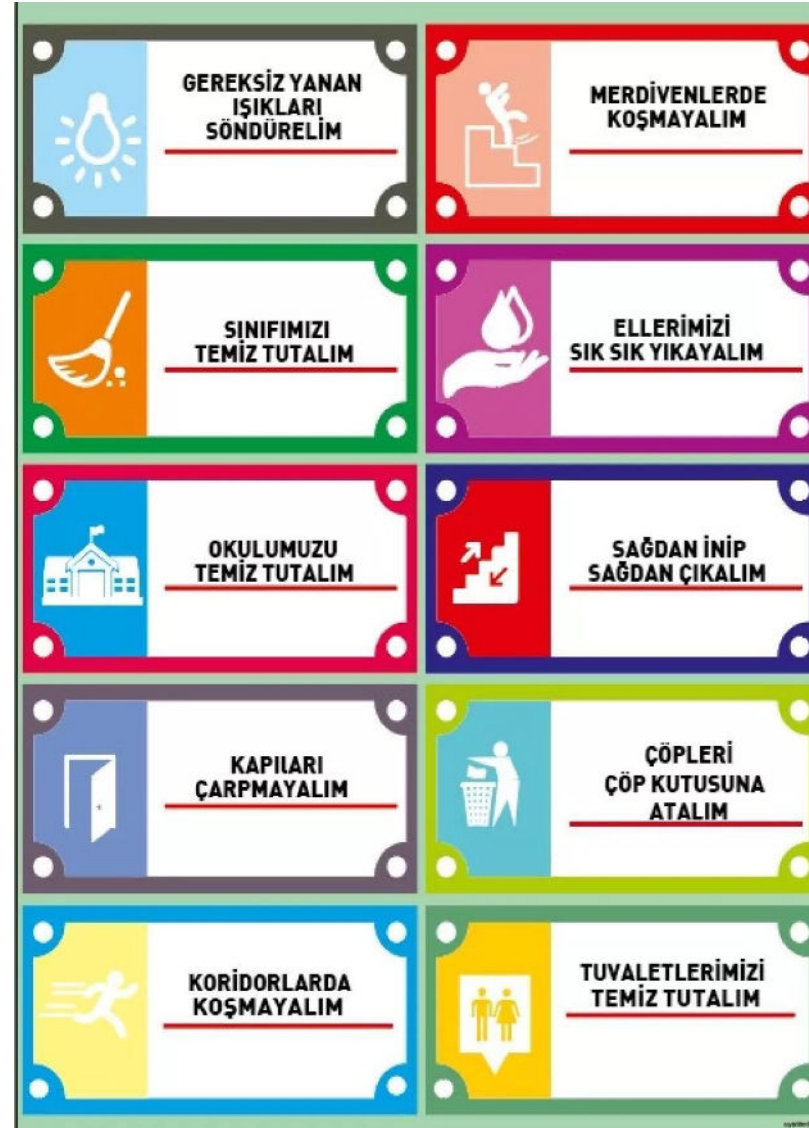 GEREKSİZ YANAN
IŞIKLARI
SÖNDÜRELİM
MERDİVENLERDE
KOŞMAYALIM
SINIFIMIZI
TEMİZ TUTALIM
ELLERİMİZİ
SIK SIK YIKAYALIM
OKULUMUZU
TEMİZ TUTALIM
SAĞDAN İNİP
SAĞDAN ÇIKALIM
KAPILARI
ÇARPMAYALIM
ÇÖPLERİ
ÇÖP KUTUSUNA
ATALIM
KORİDORLARDA
KOŞMAYALIM
TUVALETLERİMİZİ
TEMİZ TUTALIM